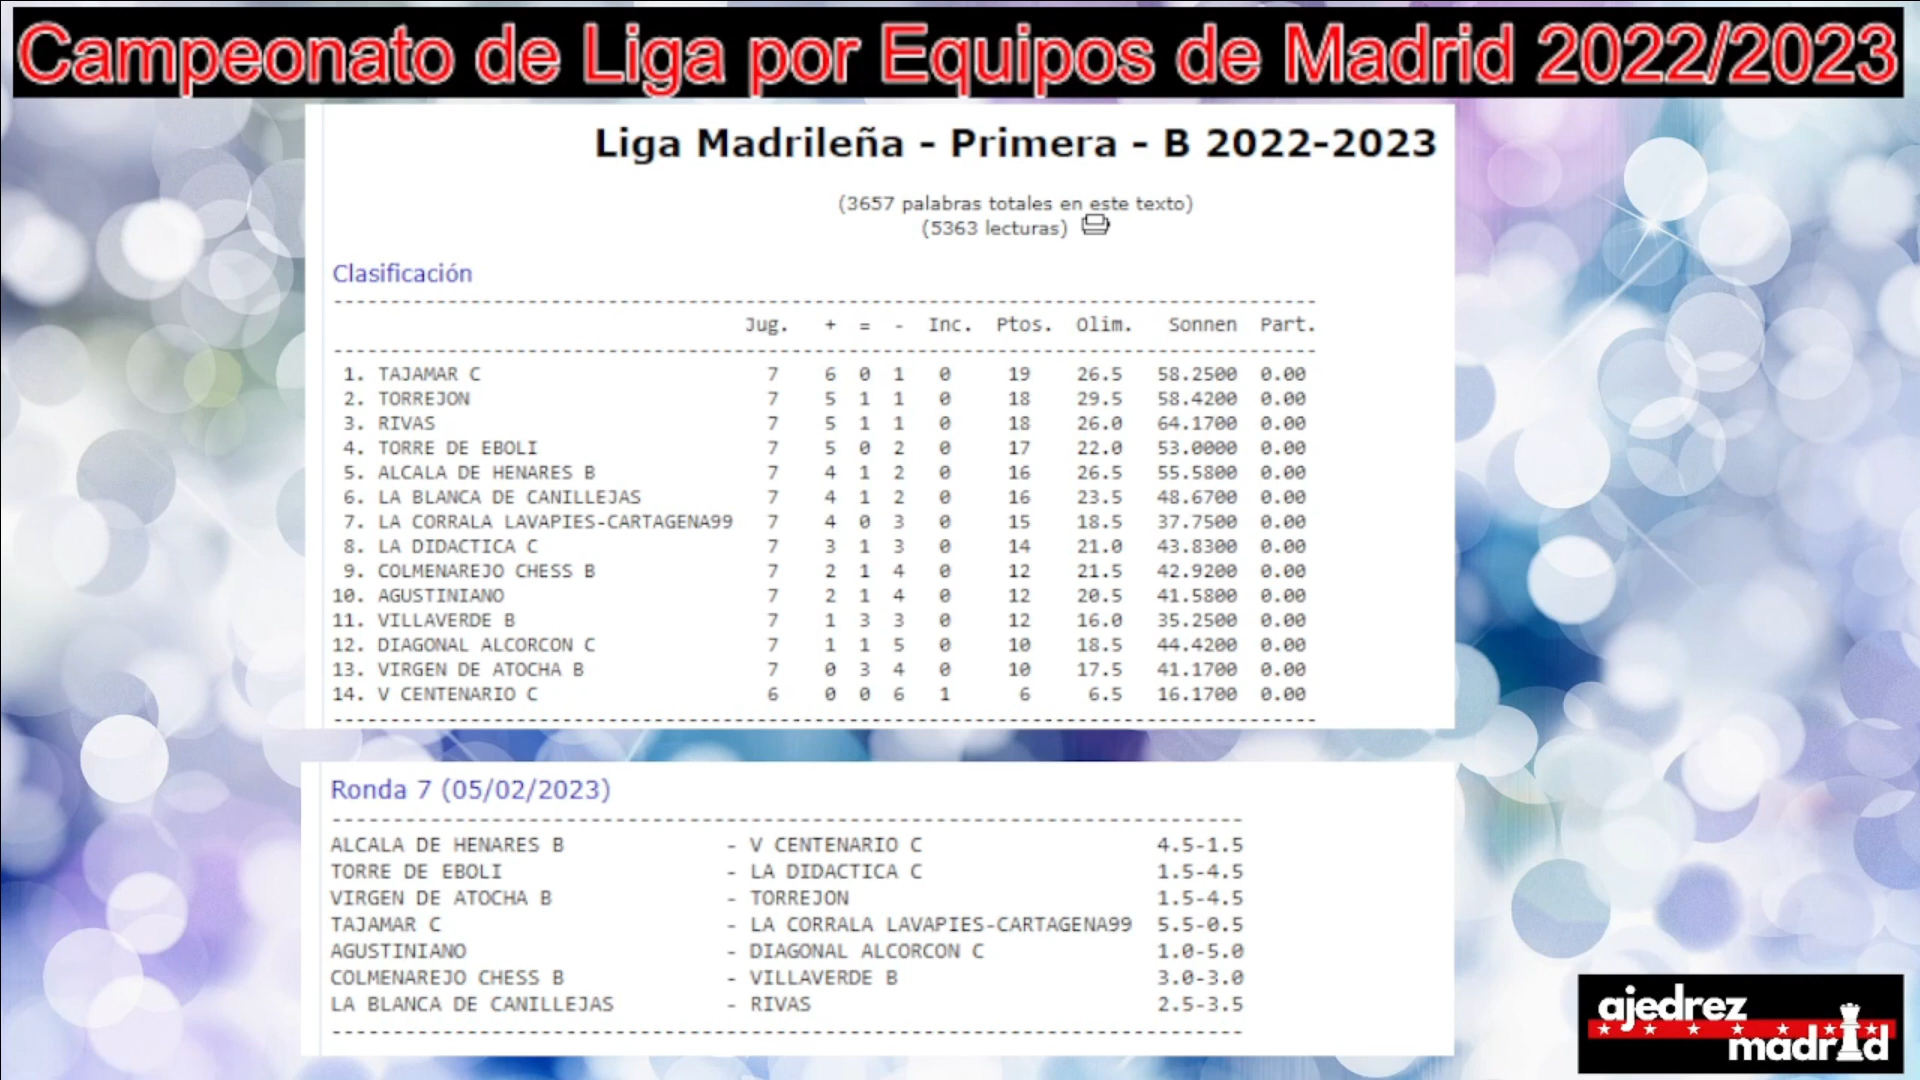 Campeonato de Liga por Equipos de Madrid 2022/2023
Liga Madrileña - Primera - B 2022-2023
(3657 palabras totales en este texto)
(5363 lecturas)
Clasificación
Jug. + = - Inc. Ptos. Olim. Sonnen Part.
1. TAJAMAR C 7 6 0 1 0 19 26.5 58.2500 0.00
2. TORREJON 7 5 1 1 0 18 29.5 58.4200 0.00
3. RIVAS 7 5 1 1 0 18 26.0 64.1700 0.00
4. TORRE DE EBOLI 7 5 0 2 0 17 22.0 53.0000 0.00
5. ALCALA DE HENARES B 7 4 1 2 0 16 26.5 55.5800 0.00
6. LA BLANCA DE CANILLEJAS 7 4 1 2 0 16 23.5 48.6700 0.00
7. LA CORRALA LAVAPIES-CARTAGENA99 7 4 0 3 0 15 18.5 37.7500 0.00
8. LA DIDACTICA C 7 3 1 3 0 14 21.0 43.8300 0.00
9. COLMENAREJO CHESS B 7 2 1 4 0 12 21.5 42.9200 0.00
10. AGUSTINIANO 7 2 1 4 0 12 20.5 41.5800 0.00
11. VILLAVERDE B 7 1 3 3 0 12 16.0 35.2500 0.00
12. DIAGONAL ALCORCON C 7 1 1 5 0 10 18.5 44.4200 0.00
13. VIRGEN DE ATOCHA B 7 0 3 4 0 10 17.5 41.1700 0.00
14. V CENTENARIO C 6 0 0 6 1 6 6.5 16.1700 0.00
Ronda 7 (05/02/2023)
ALCALA DE HENARES B - V CENTENARIO C 4.5-1.5
TORRE DE EBOLI - LA DIDACTICA C 1.5-4.5
VIRGEN DE ATOCHA B - TORREJON 1.5-4.5
TAJAMAR C - LA CORRALA LAVAPIES-CARTAGENA99 5.5-0.5
AGUSTINIANO - DIAGONAL ALCORCON C 1.0-5.0
COLMENAREJO CHESS B - VILLAVERDE B 3.0-3.0
LA BLANCA DE CANILLEJAS - RIVAS 2.5-3.5
ajedrez
madrid